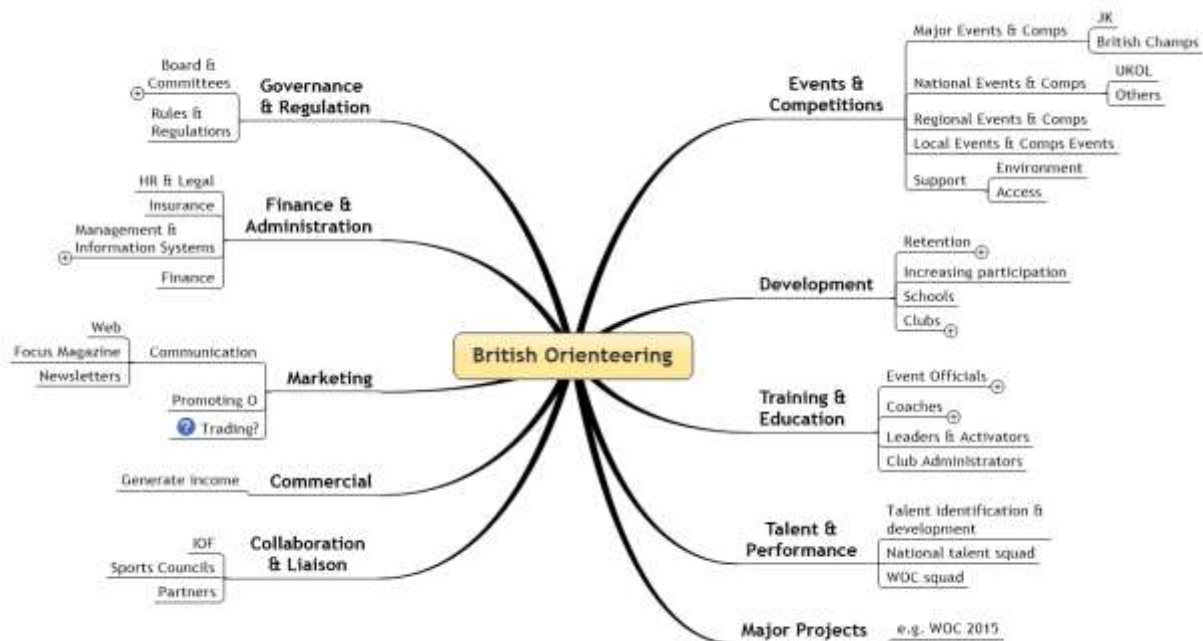 British Orienteering
Governance
& Regulation
Board &
Committees
Rules &
Regulations
Finance &
Administration
HR & Legal
Insurance
Management &
Information Systems
Finance
Marketing
Communication
Web
Focus Magazine
Newsletters
Promoting O
Trading?
Commercial
Generate Income
Collaboration
& Liaison
IOF
Sports Councils
Partners
Events &
Competitions
Major Events & Comps
JK
British Champs
National Events & Comps
UKOL
Others
Regional Events & Comps
Local Events & Comps Events
Support
Environment
Access
Development
Retention
Increasing participation
Schools
Clubs
Training &
Education
Event Officials
Coaches
Leaders & Activators
Club Administrators
Talent &
Performance
Talent identification &
development
National talent squad
WOC squad
Major Projects
e.g. WOC 2015